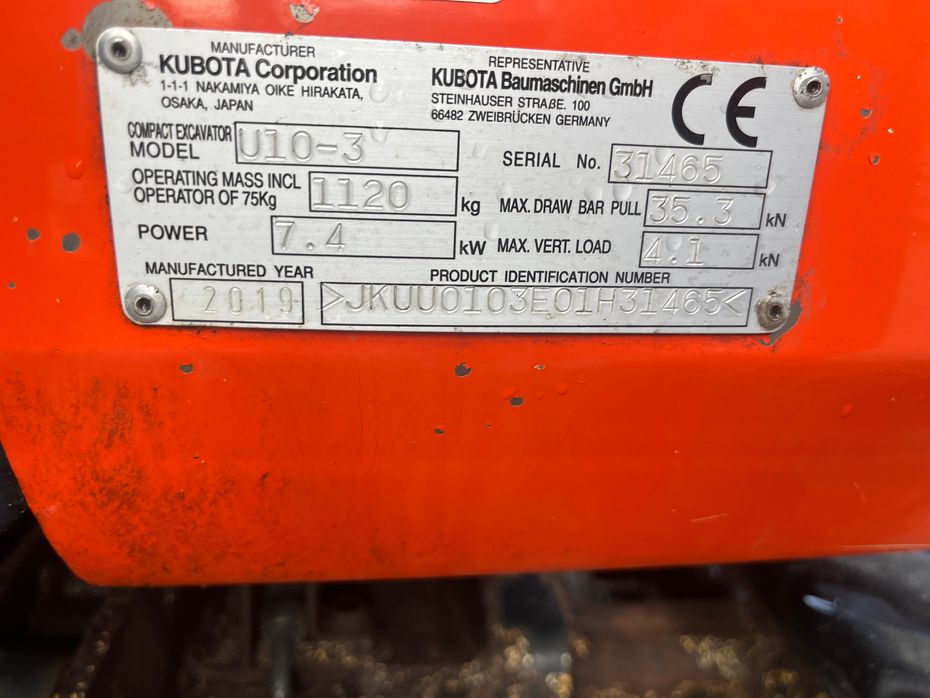 MANUFACTURER
KUBOTA Corporation
1-1-1 NAKAMIYA OIKE HIRAKATA,
OSAKA, JAPAN
REPRESENTATIVE
KUBOTA Baumaschinen GmbH
STEINHAUSER STRAßE. 100
66482 ZWEIBRÜCKEN GERMANY
CE
COMPACT EXCAVATOR
MODEL U10-3
SERIAL No. 31465
OPERATING MASS INCL
OPERATOR OF 75Kg 1120 kg
MAX. DRAW BAR PULL 35.3 kN
POWER 7.4 kW
MAX. VERT. LOAD 4.1 kN
MANUFACTURED YEAR
2019
PRODUCT IDENTIFICATION NUMBER
>JKUU0103E01H31465<